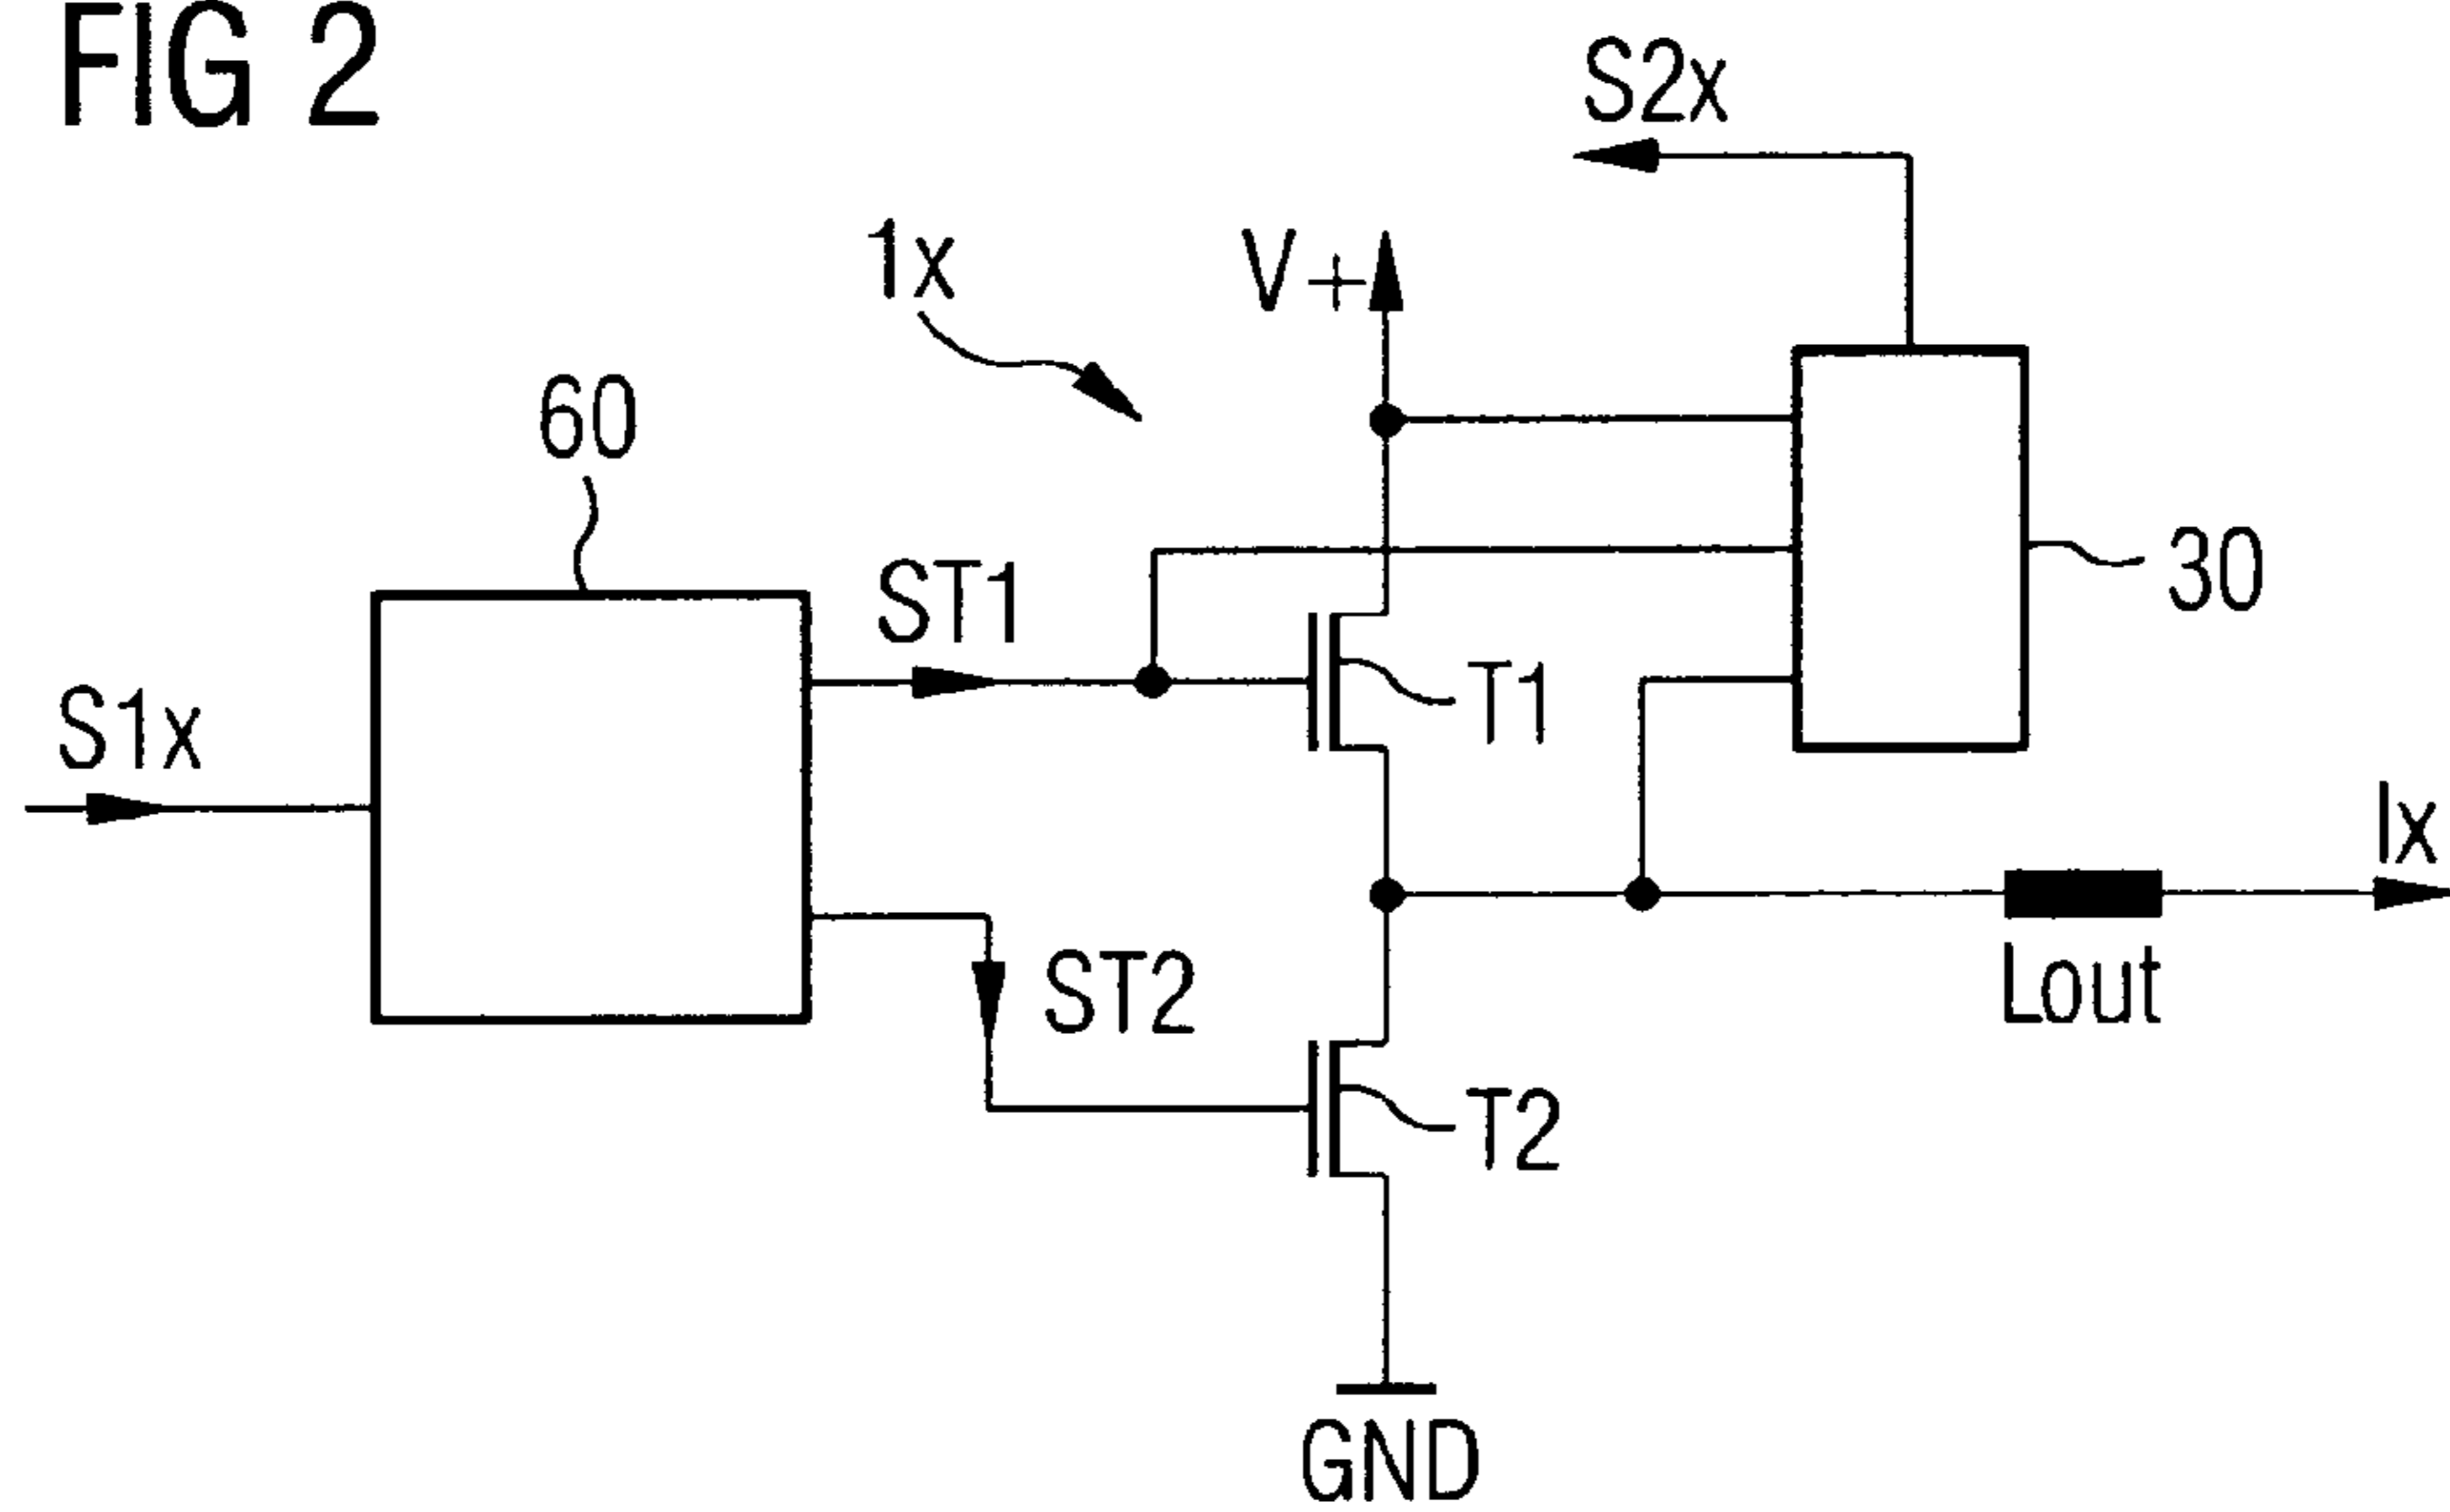 FIG 2
S2x
1x
V+
60
30
ST1
T1
S1x
Ix
ST2
Lout
T2
GND